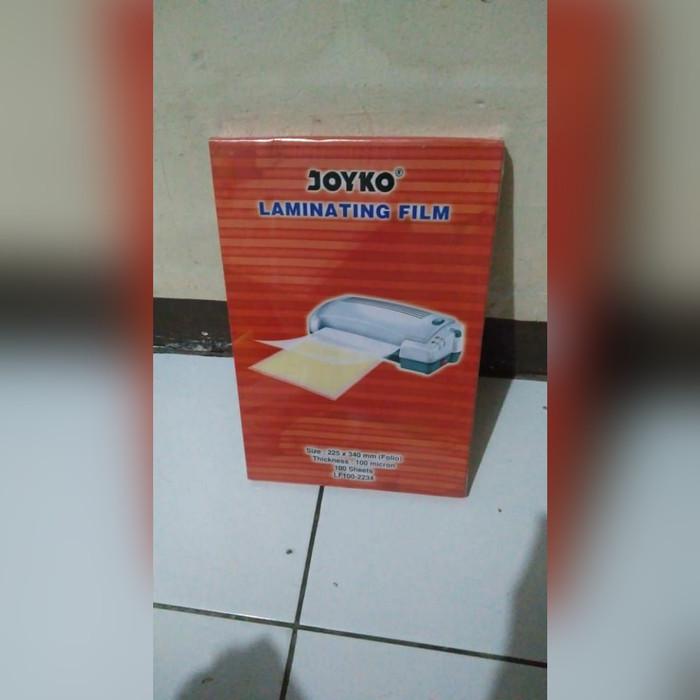 JOYKO®
LAMINATING FILM
Size : 225 x 340 mm (Folio)
Thickness : 100 micron
100 Sheets
LF100-2234